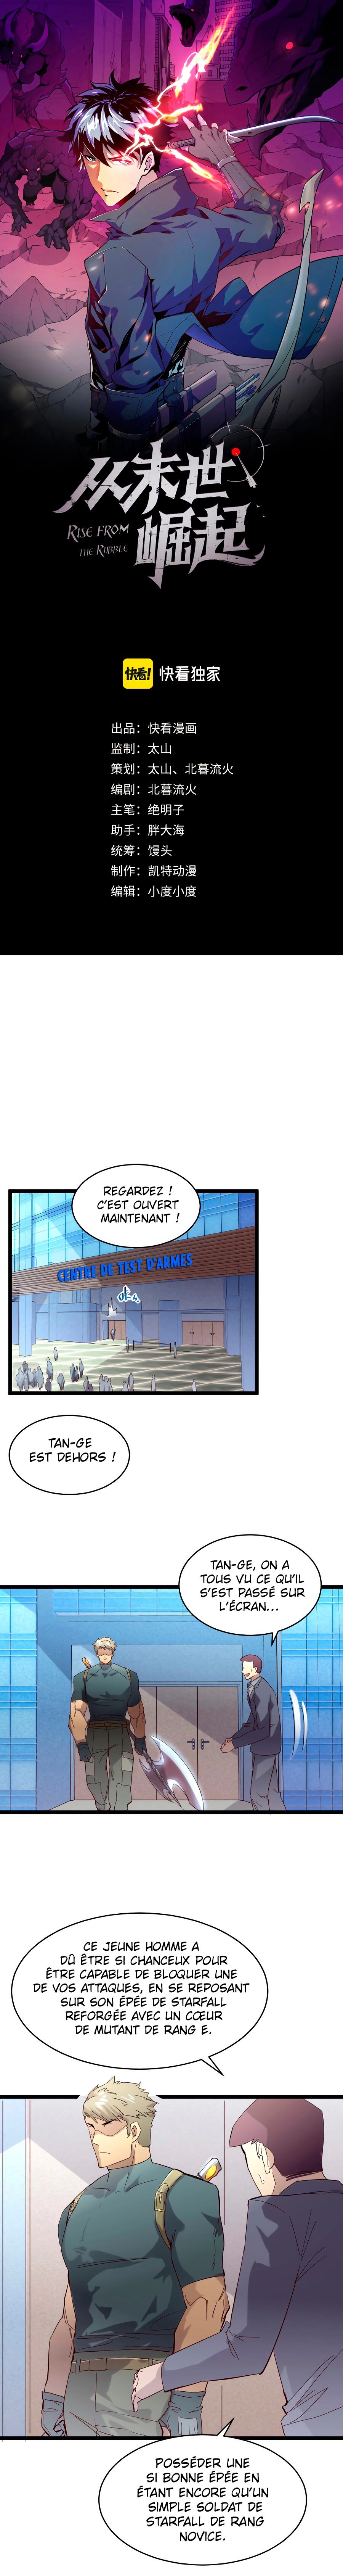 从末世崛起
RISE FROM
THE RUBBLE
快看! 快看独家
出品：快看漫画
监制：太山
策划：太山、北暮流火
编剧：北暮流火
主笔：绝明子
助手：胖大海
统筹：馒头
制作：凯特动漫
编辑：小度小度
REGARDEZ !
C'EST OUVERT
MAINTENANT !
CENTRE DE TEST D'ARMES
TAN-GE
EST DEHORS !
TAN-GE, ON A
TOUS VU CE QU'IL
S'EST PASSÉ SUR
L'ÉCRAN...
CE JEUNE HOMME A
DÛ ÊTRE SI CHANCEUX POUR
ÊTRE CAPABLE DE BLOQUER UNE
DE VOS ATTAQUES, EN SE REPOSANT
SUR SON ÉPÉE DE STARFALL
REFORGÉE AVEC UN CŒUR
DE MUTANT DE RANG E.
POSSÉDER UNE
SI BONNE ÉPÉE EN
ÉTANT ENCORE QU'UN
SIMPLE SOLDAT DE
STARFALL DE RANG
NOVICE.